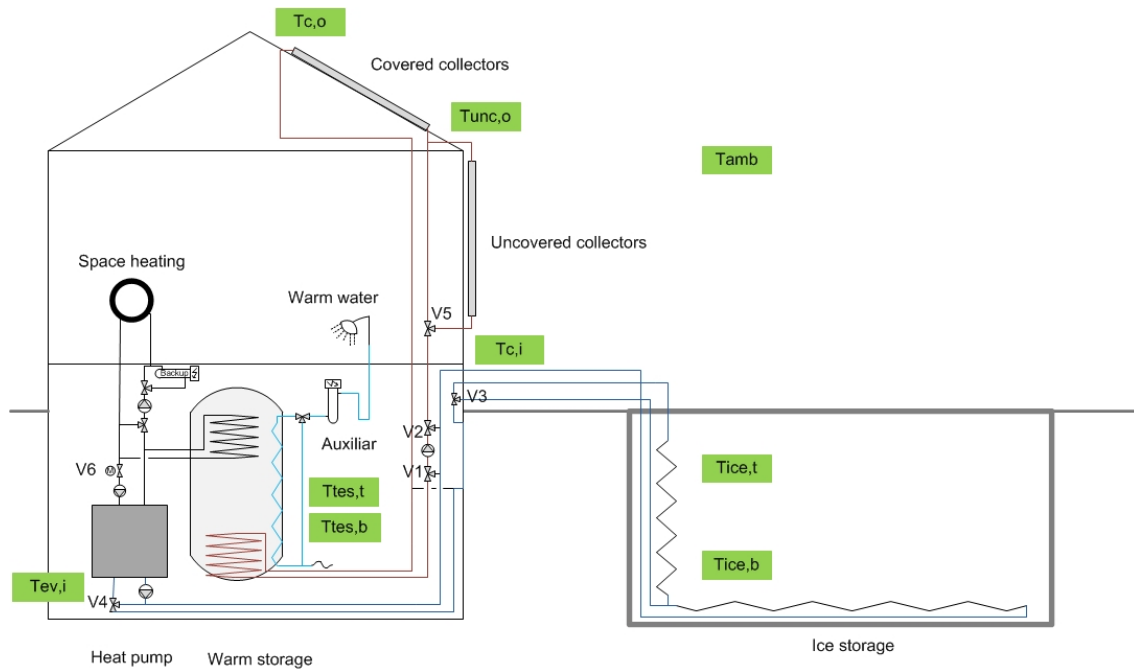 Tc,o
Covered collectors
Tunc,o
Tamb
Uncovered collectors
Space heating
Warm water
V5
Tc,i
Backup
V3
V2
Auxiliar
V6
V1
Tice,t
Ttes,t
Ttes,b
Tice,b
Tev,i
V4
Ice storage
Heat pump
Warm storage